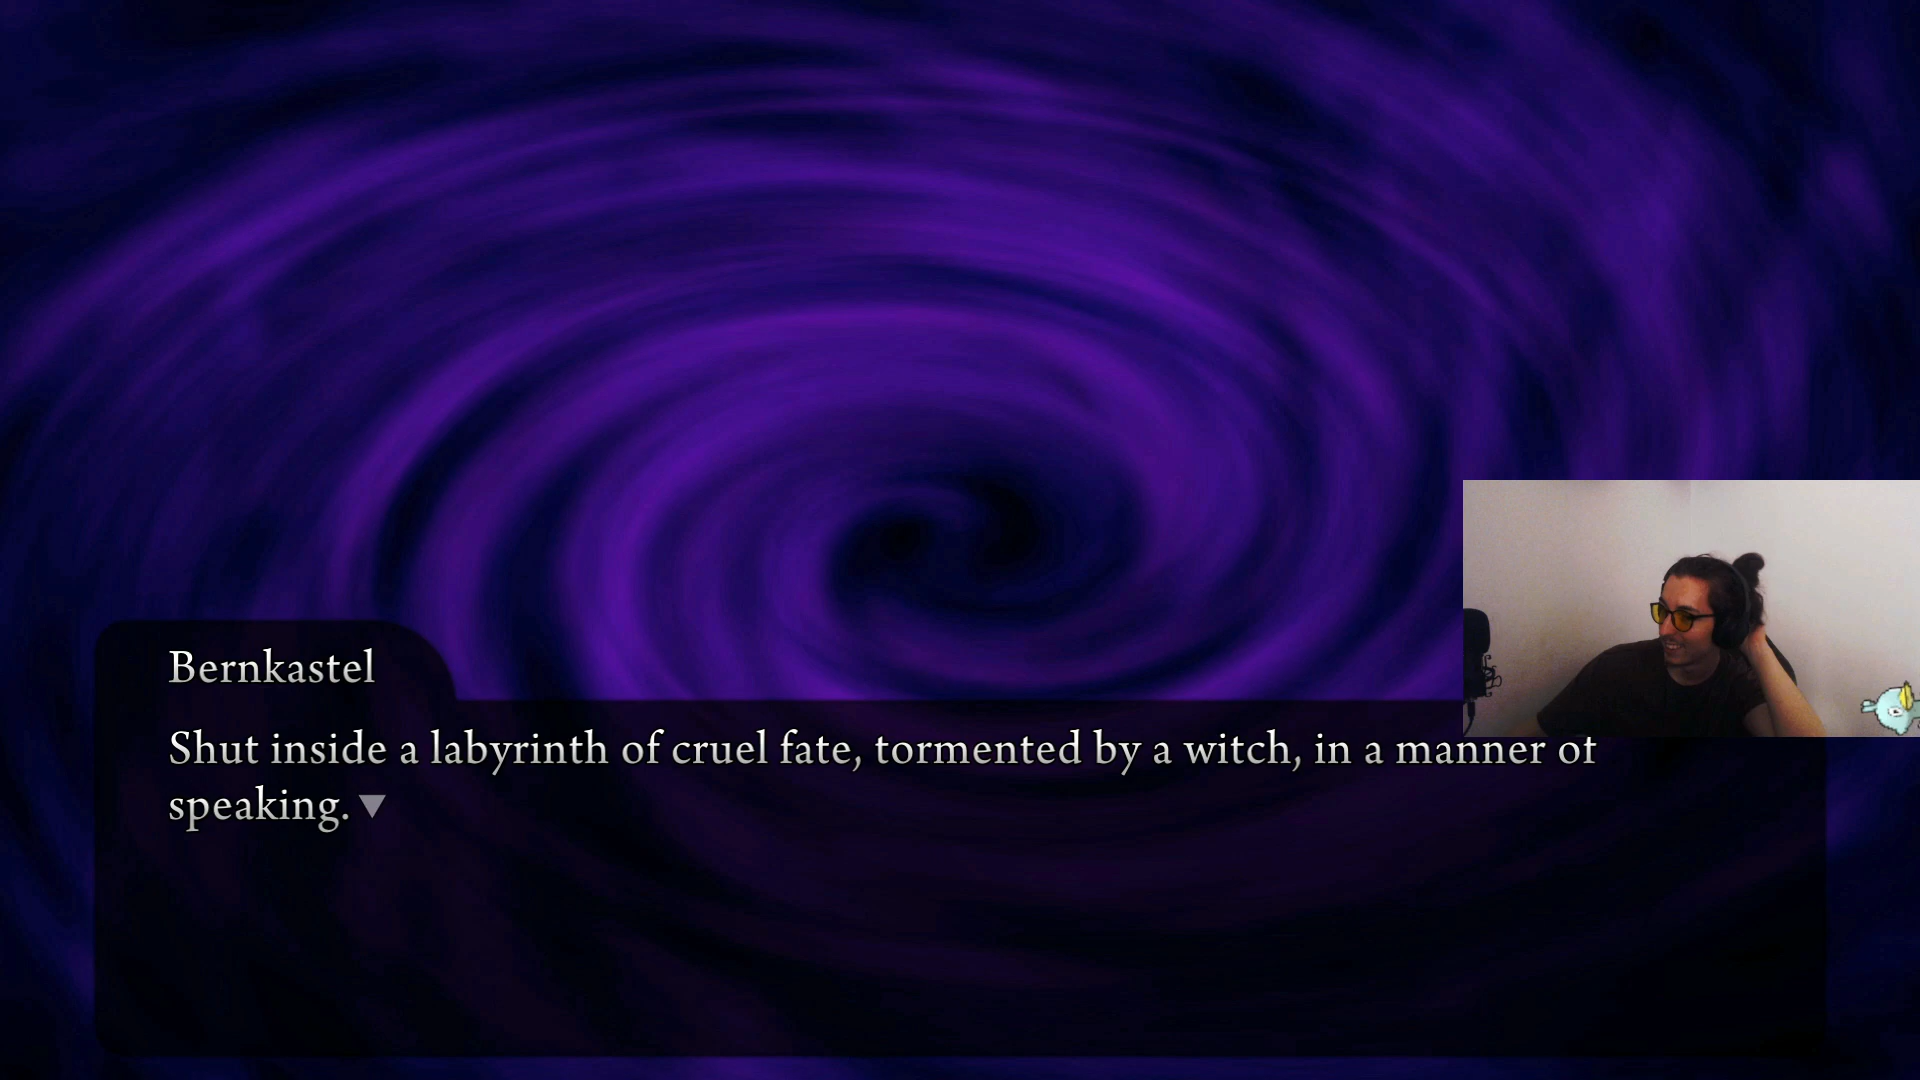 Bernkastel
Shut inside a labyrinth of cruel fate, tormented by a witch, in a manner of
speaking.